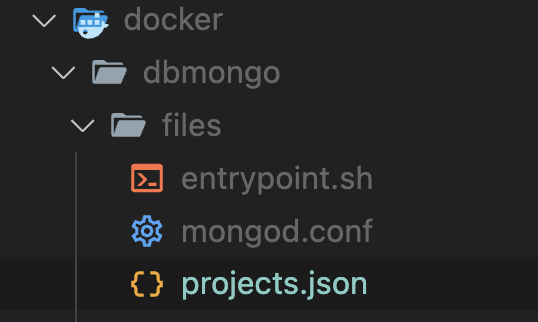 docker
dbmongo
files
entrypoint.sh
mongod.conf
projects.json